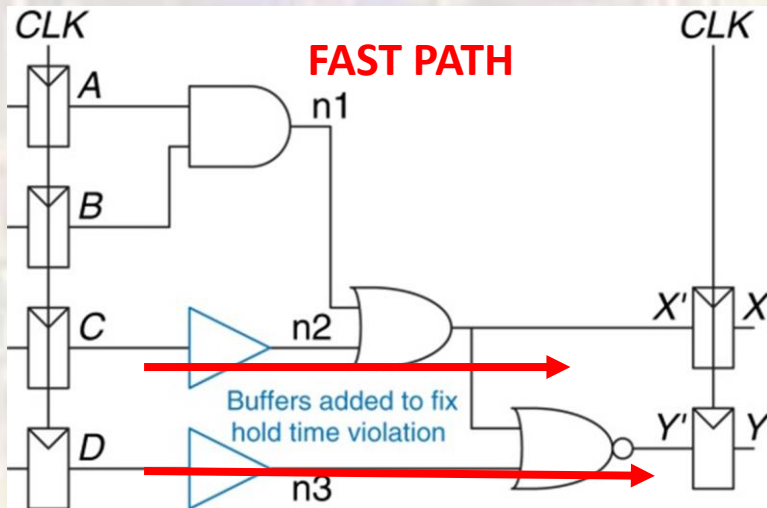 CLK
CLK
FAST PATH
A
n1
B
C
n2
X'
X
Buffers added to fix
hold time violation
D
n3
Y'
Y